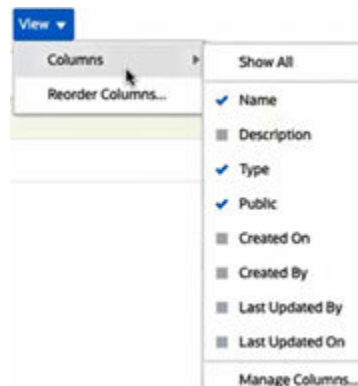 View
Columns
Reorder Columns...
Show All
Name
Description
Type
Public
Created On
Created By
Last Updated By
Last Updated On
Manage Columns...